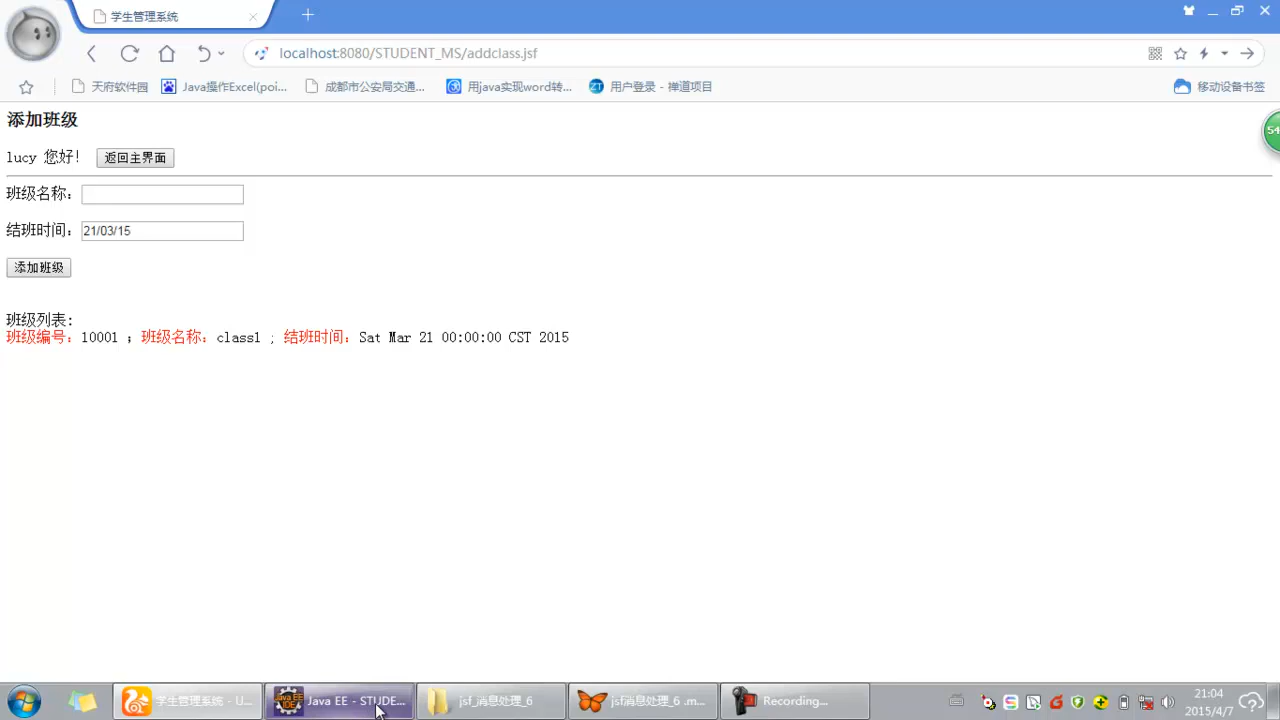 学生管理系统
localhost:8080/STUDENT_MS/addclass.jsf
天府软件园 Java操作Excel(poi... 成都市公安局交通... 用java实现word转... 用户登录 - 禅道项目 移动设备书签
添加班级
54
lucy 您好! 返回主界面
班级名称：
结班时间：21/03/15
添加班级
班级列表:
班级编号：10001 ；班级名称：class1 ; 结班时间：Sat Mar 21 00:00:00 CST 2015
学生管理系统 - U... Java EE - STUDE... jsf_消息处理_6 jsf消息处理_6 .m... Recording... 21:04
2015/4/7